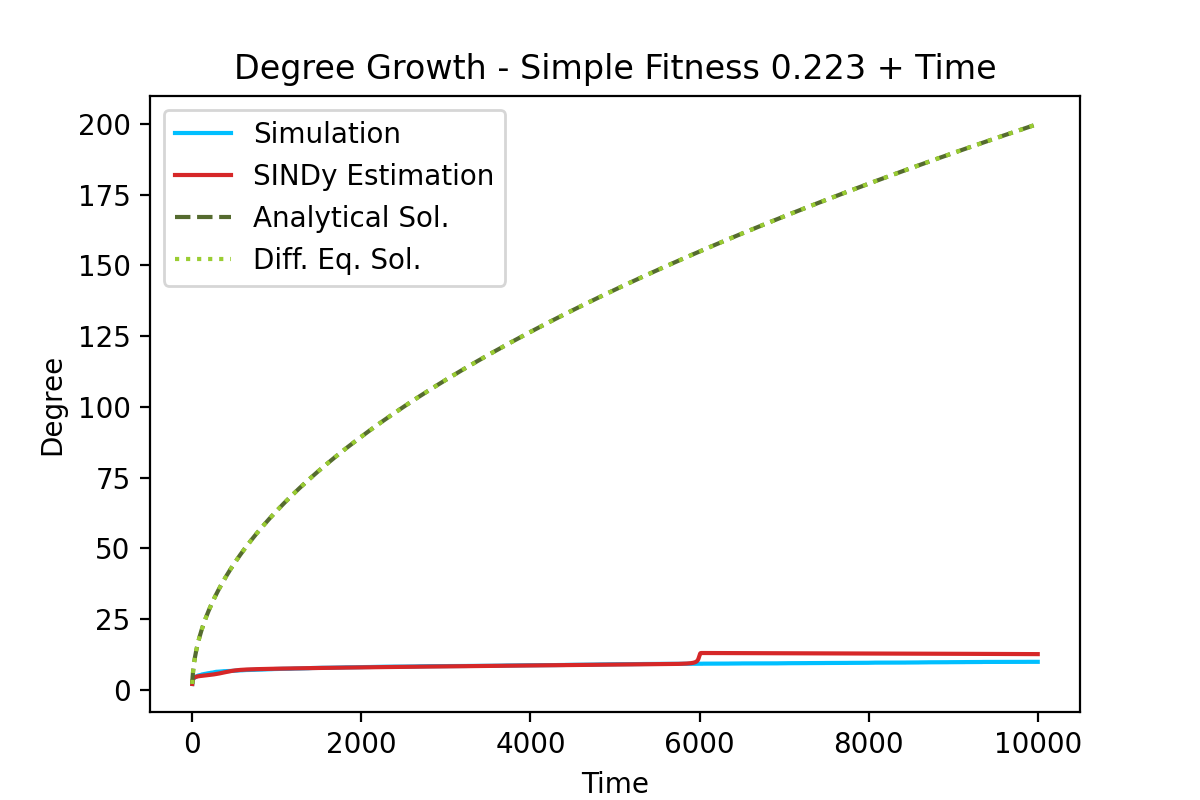 Degree Growth - Simple Fitness 0.223 + Time
Simulation
SINDy Estimation
Analytical Sol.
Diff. Eq. Sol.
200
175
150
125
100
75
50
25
0
Degree
0 2000 4000 6000 8000 10000
Time